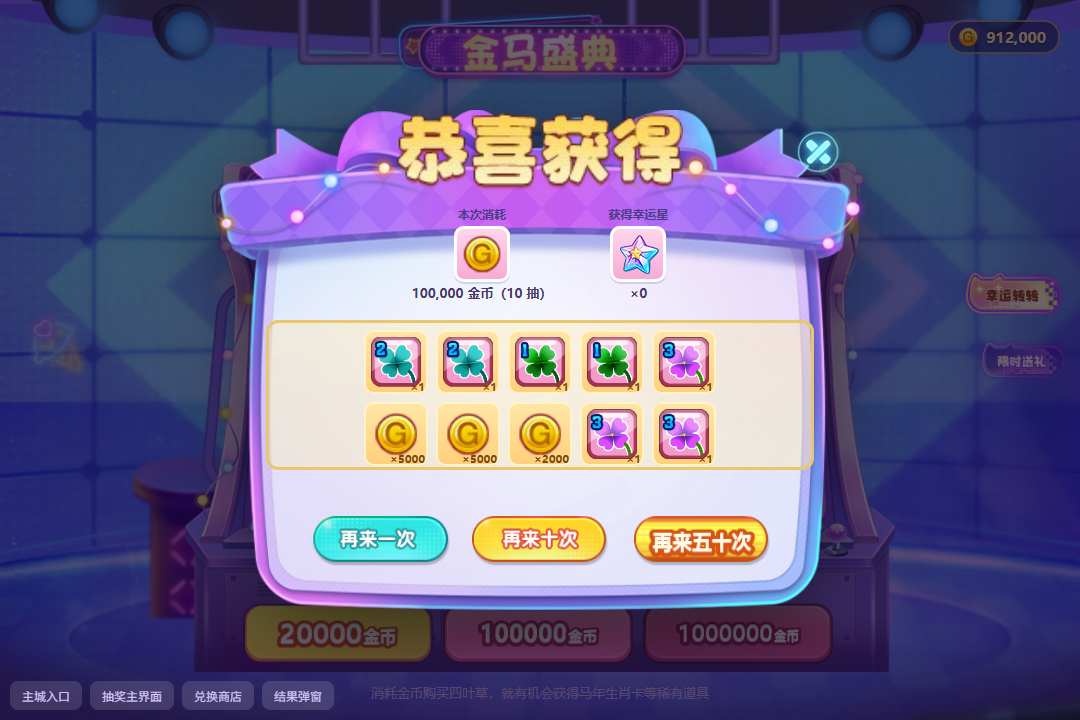 金马盛典
912,000
恭喜获得
本次消耗
获得幸运星
100,000 金币（10 抽）
×0
幸运转转
限时送礼
2 ×1
2 ×1
1 ×1
1 ×1
3 ×1
×5000
×5000
×2000
3 ×1
3 ×1
再来一次
再来十次
再来五十次
20000金币
100000金币
1000000金币
主城入口
抽奖主界面
兑换商店
结果弹窗
消耗金币购买四叶草，就有机会获得马年生肖卡等稀有道具